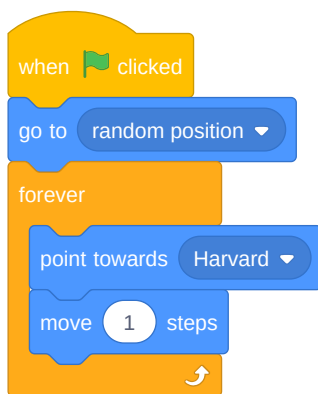 when clicked
go to random position
forever
point towards Harvard
move 1 steps